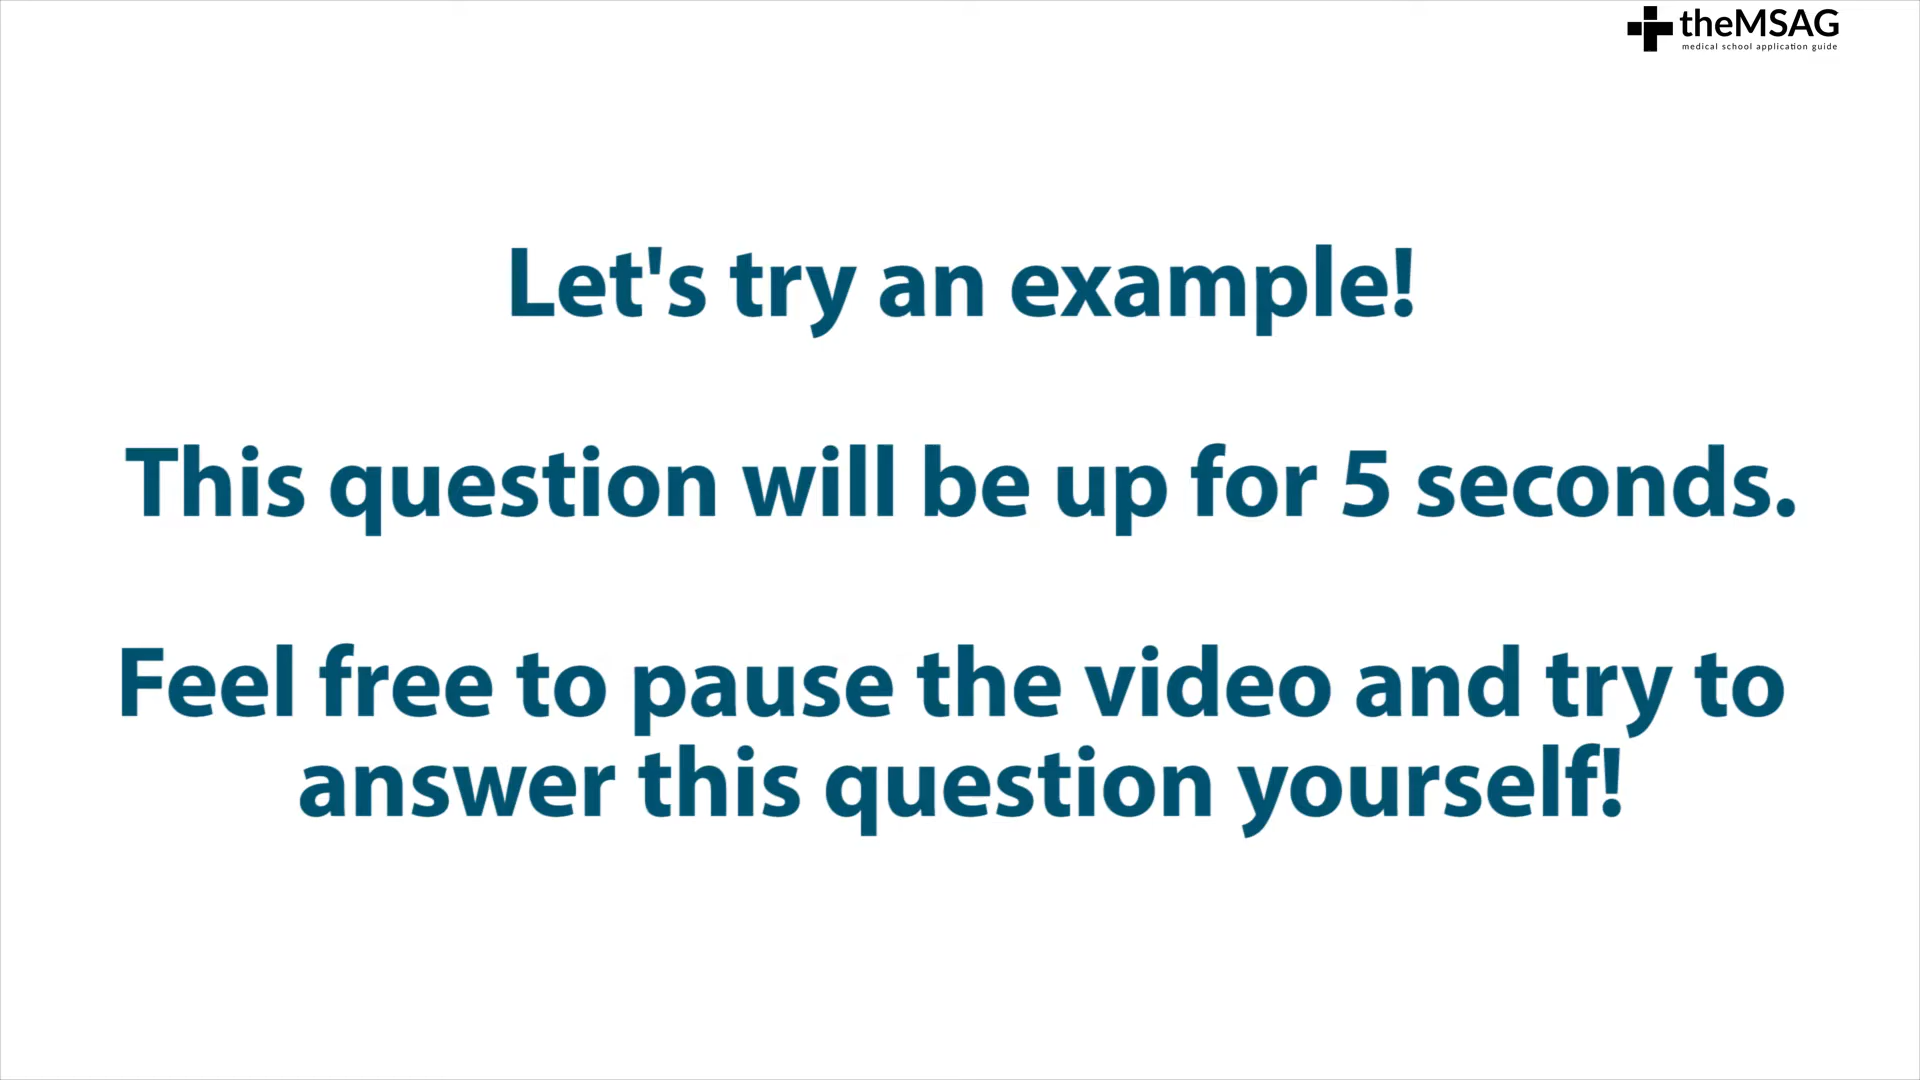 theMSAG
medical school application guide
Let's try an example!
This question will be up for 5 seconds.
Feel free to pause the video and try to
answer this question yourself!